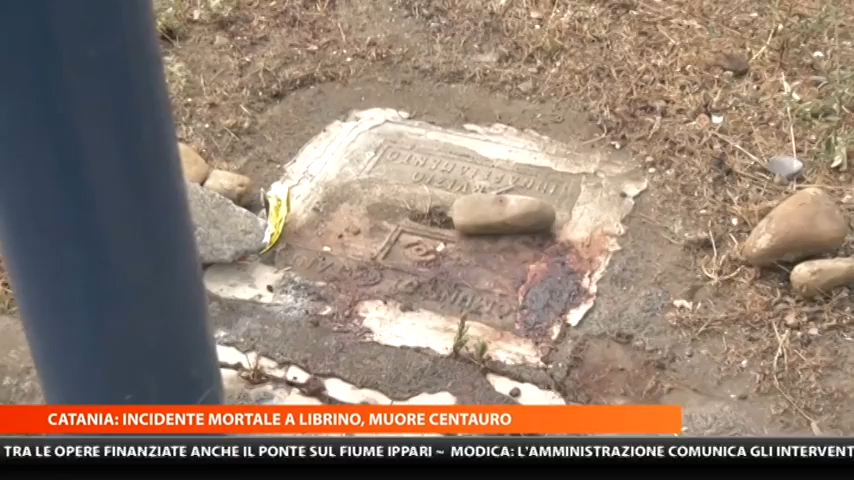 CATANIA: INCIDENTE MORTALE A LIBRINO, MUORE CENTAURO
TRA LE OPERE FINANZIATE ANCHE IL PONTE SUL FIUME IPPARI ~ MODICA: L'AMMINISTRAZIONE COMUNICA GLI INTERVENT